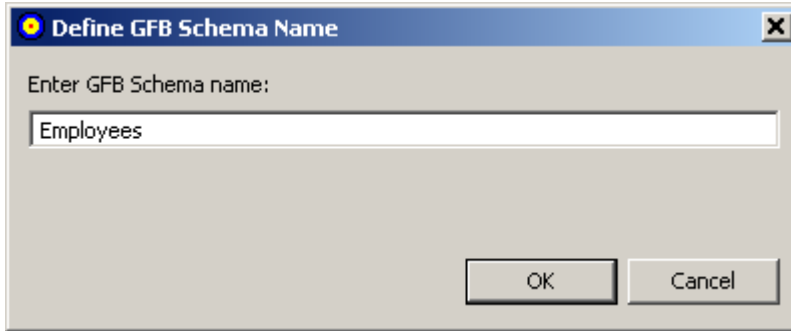 Define GFB Schema Name
Enter GFB Schema name:
Employees
OK Cancel